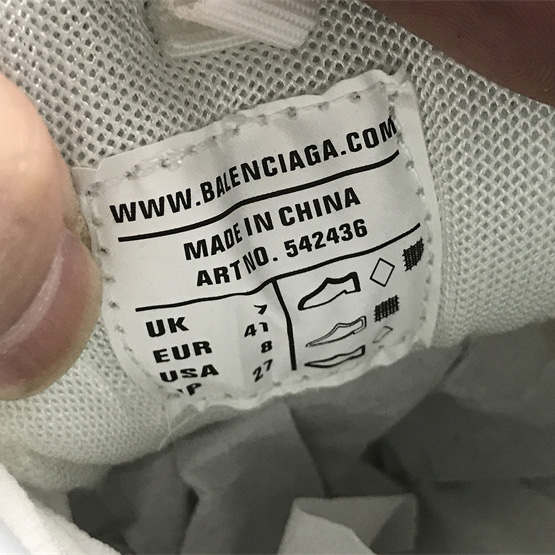 WWW.BALENCIAGA.COM
MADE IN CHINA
ART NO. 542436
UK 7
EUR 41
USA 8
27